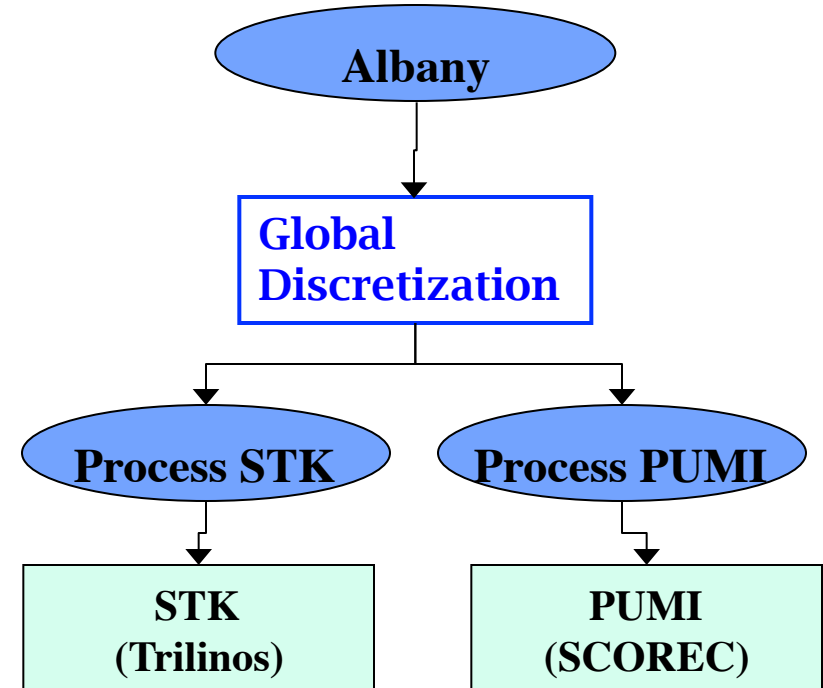 Albany
Global
Discretization
Process STK
Process PUMI
STK
(Trilinos)
PUMI
(SCOREC)